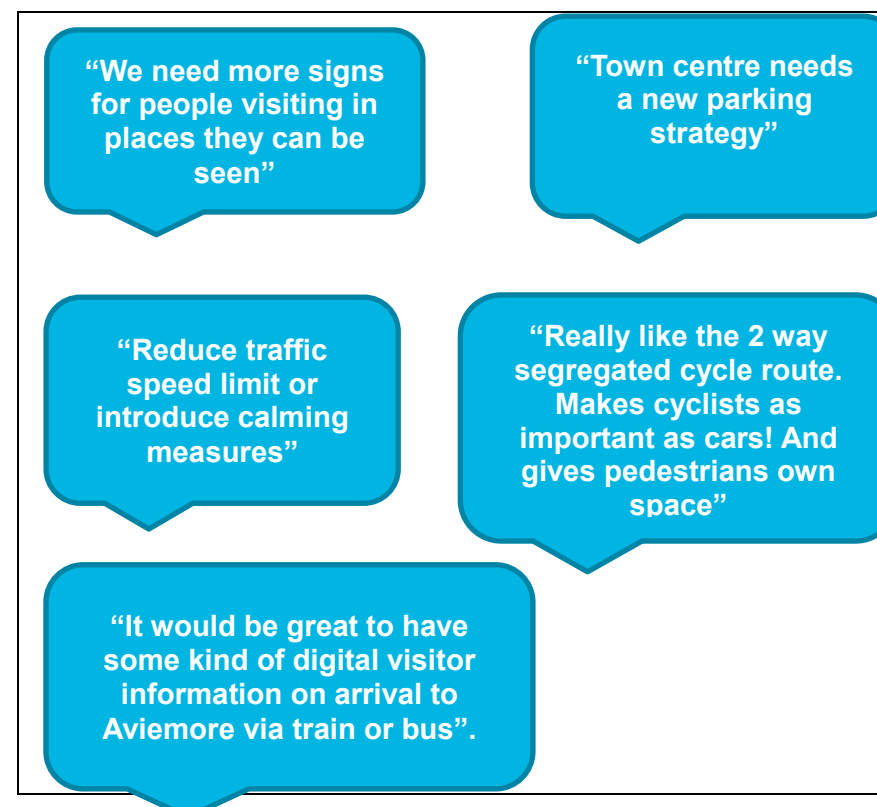 “We need more signs
for people visiting in
places they can be
seen”
“Town centre needs
a new parking
strategy”
“Reduce traffic
speed limit or
introduce calming
measures”
“Really like the 2 way
segregated cycle route.
Makes cyclists as
important as cars! And
gives pedestrians own
space”
“It would be great to have
some kind of digital visitor
information on arrival to
Aviemore via train or bus”.